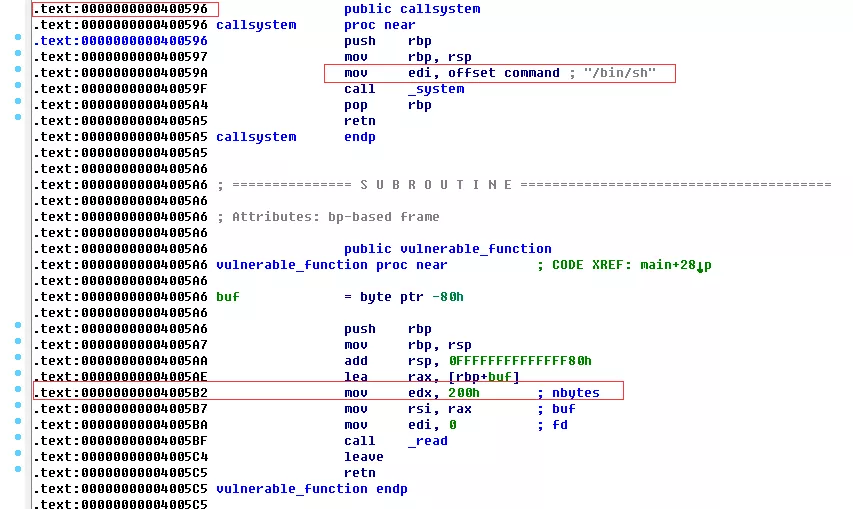 .text:0000000000400596 public callsystem
.text:0000000000400596 callsystem proc near
.text:0000000000400596 push rbp
.text:0000000000400597 mov rbp, rsp
.text:000000000040059A mov edi, offset command ; "/bin/sh"
.text:000000000040059F call _system
.text:00000000004005A4 pop rbp
.text:00000000004005A5 retn
.text:00000000004005A5 callsystem endp
.text:00000000004005A5
.text:00000000004005A6
.text:00000000004005A6 ; =============== S U B R O U T I N E =======================================
.text:00000000004005A6
.text:00000000004005A6 ; Attributes: bp-based frame
.text:00000000004005A6
.text:00000000004005A6 public vulnerable_function
.text:00000000004005A6 vulnerable_function proc near ; CODE XREF: main+28↓p
.text:00000000004005A6
.text:00000000004005A6 buf = byte ptr -80h
.text:00000000004005A6
.text:00000000004005A6 push rbp
.text:00000000004005A7 mov rbp, rsp
.text:00000000004005AA add rsp, 0FFFFFFFFFFFFFF80h
.text:00000000004005AE lea rax, [rbp+buf]
.text:00000000004005B2 mov edx, 200h ; nbytes
.text:00000000004005B7 mov rsi, rax ; buf
.text:00000000004005BA mov edi, 0 ; fd
.text:00000000004005BF call _read
.text:00000000004005C4 leave
.text:00000000004005C5 retn
.text:00000000004005C5 vulnerable_function endp
.text:00000000004005C5